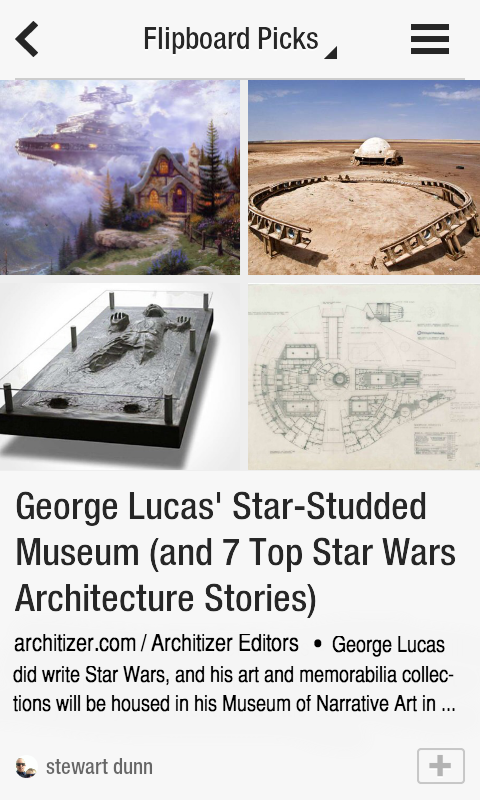 Flipboard Picks
George Lucas' Star-Studded
Museum (and 7 Top Star Wars
Architecture Stories)
architizer.com / Architizer Editors • George Lucas
did write Star Wars, and his art and memorabilia collec-
tions will be housed in his Museum of Narrative Art in ...
stewart dunn